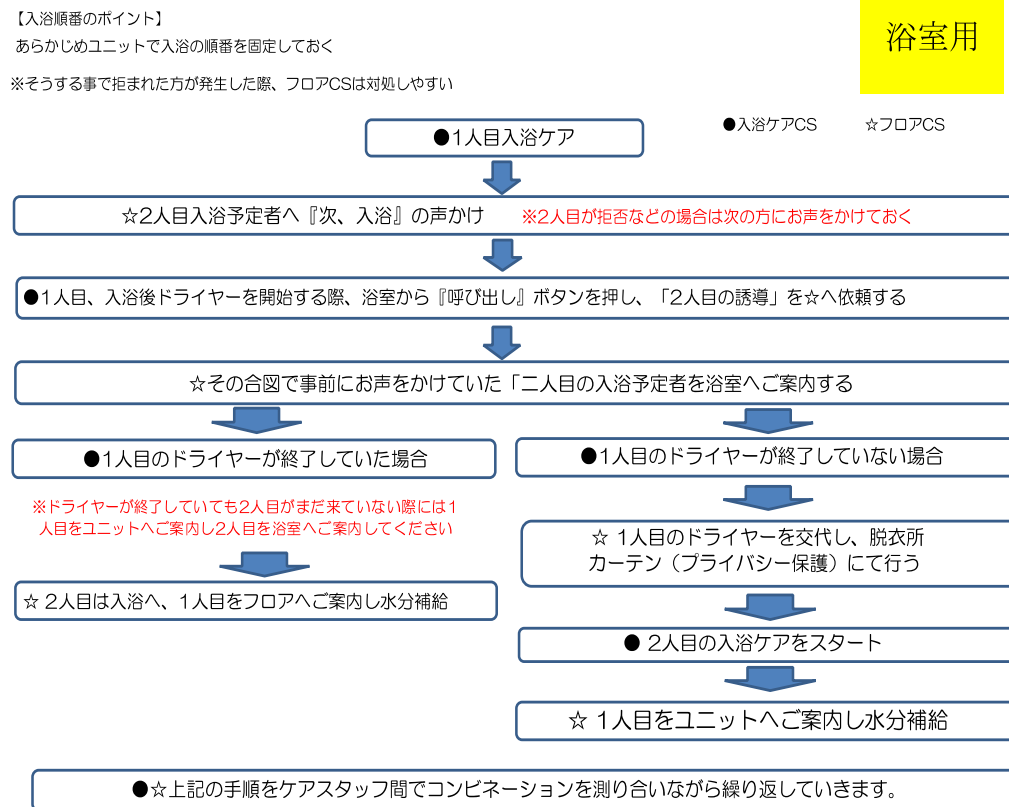 【入浴順番のポイント】
あらかじめユニットで入浴の順番を固定しておく
※そうする事で拒まれた方が発生した際、フロアCSは対処しやすい
浴室用
●入浴ケアCS ☆フロアCS
●1人目入浴ケア
☆2人目入浴予定者へ『次、入浴』の声かけ ※2人目が拒否などの場合は次の方にお声をかけておく
●1人目、入浴後ドライヤーを開始する際、浴室から『呼び出し』ボタンを押し、「2人目の誘導」を☆へ依頼する
☆その合図で事前にお声をかけていた「二人目の入浴予定者を浴室へご案内する
●1人目のドライヤーが終了していた場合
※ドライヤーが終了していても2人目がまだ来ていない際には1
人目をユニットへご案内し2人目を浴室へご案内してください
☆ 2人目は入浴へ、1人目をフロアへご案内し水分補給
●1人目のドライヤーが終了していない場合
☆ 1人目のドライヤーを交代し、脱衣所
カーテン（プライバシー保護）にて行う
● 2人目の入浴ケアをスタート
☆ 1人目をユニットへご案内し水分補給
●☆上記の手順をケアスタッフ間でコンビネーションを測り合いながら繰り返していきます。